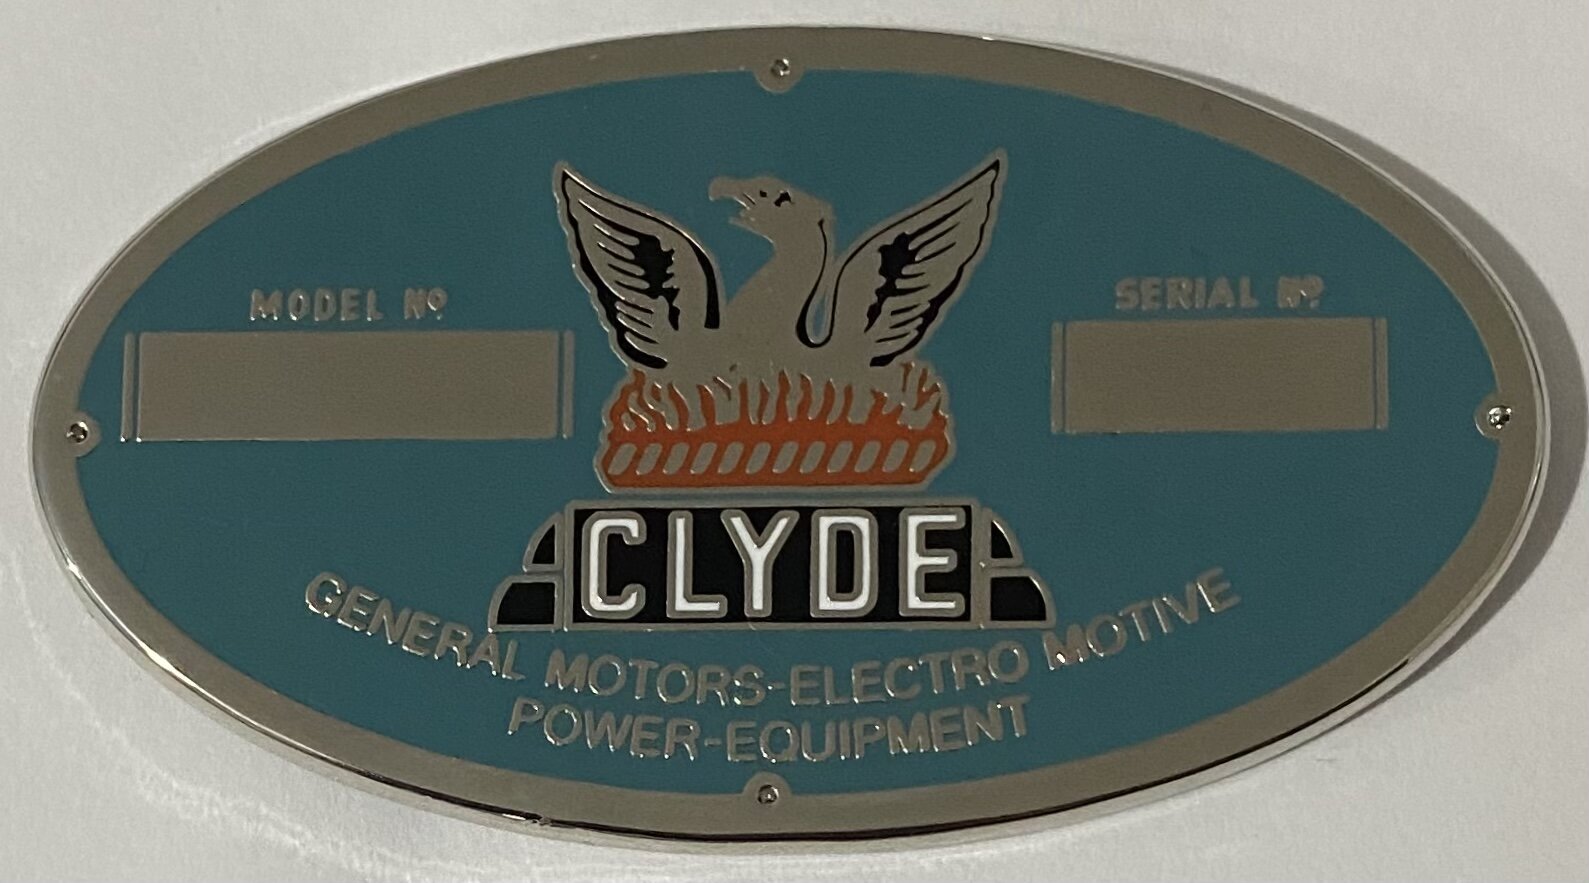 MODEL Nº
SERIAL Nº
CLYDE
GENERAL MOTORS-ELECTRO MOTIVE
POWER-EQUIPMENT